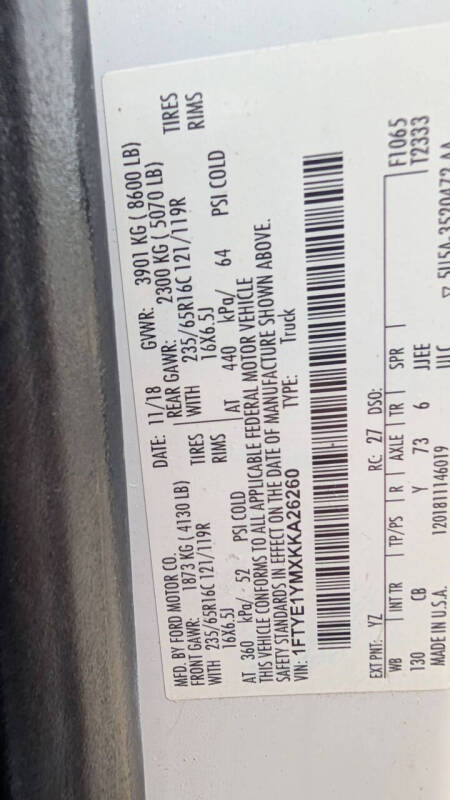 MFD. BY FORD MOTOR CO.
DATE: 11/18 GVWR: 3901 KG ( 8600 LB)
FRONT GAWR: 1873 KG ( 4130 LB) REAR GAWR: 2300 KG ( 5070 LB)
WITH 235/65R16C 121/119R TIRES WITH 235/65R16C 121/119R TIRES
16X6.5J RIMS 16X6.5J RIMS
AT 360 kPa/ 52 PSI COLD AT 440 kPa/ 64 PSI COLD
THIS VEHICLE CONFORMS TO ALL APPLICABLE FEDERAL MOTOR VEHICLE
SAFETY STANDARDS IN EFFECT ON THE DATE OF MANUFACTURE SHOWN ABOVE.
VIN: 1FTYE1YMXKKA26260 TYPE: Truck
EXT PNT: YZ RC: 27 DSO: F1065
T2333
WB INT TR TP/PS R AXLE TR SPR
130 CB Y 73 6 JJEE
MADE IN U.S.A. 1201811146019